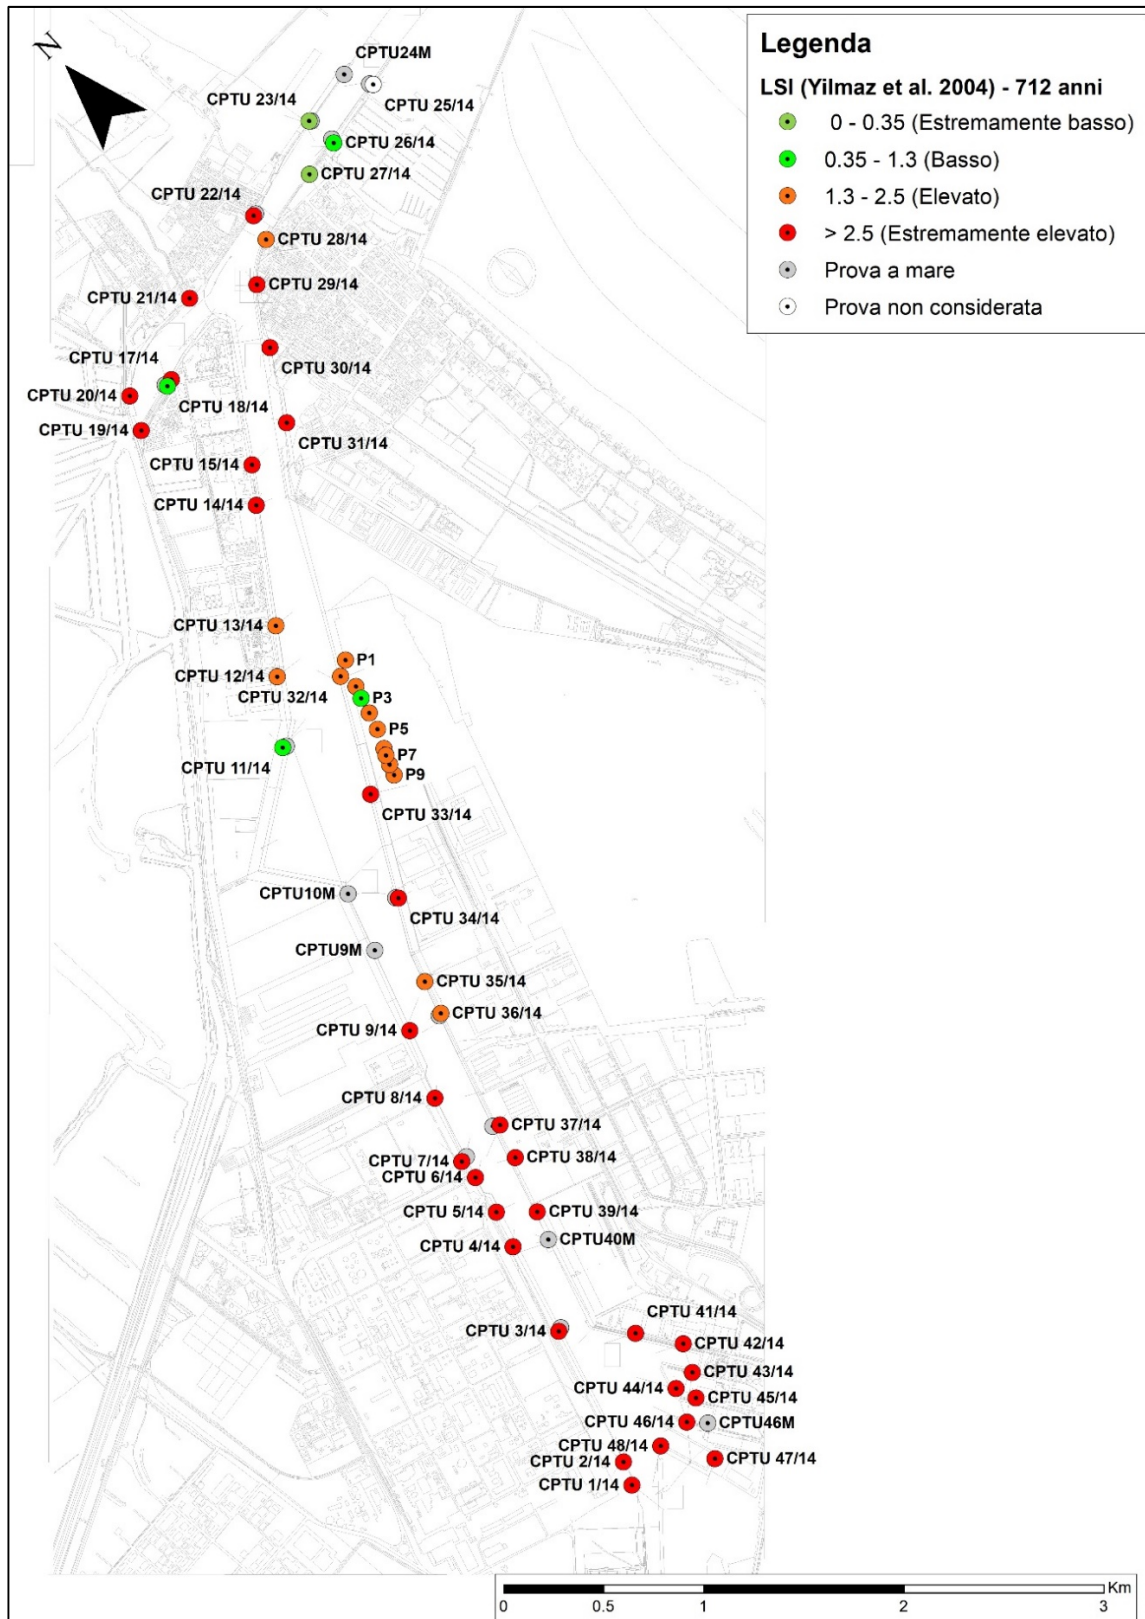 N
Legenda
LSI (Yilmaz et al. 2004) - 712 anni
0 - 0.35 (Estremamente basso)
0.35 - 1.3 (Basso)
1.3 - 2.5 (Elevato)
> 2.5 (Estremamente elevato)
Prova a mare
Prova non considerata
CPTU24M
CPTU 25/14
CPTU 23/14
CPTU 26/14
CPTU 27/14
CPTU 22/14
CPTU 28/14
CPTU 29/14
CPTU 21/14
CPTU 30/14
CPTU 17/14
CPTU 20/14
CPTU 18/14
CPTU 19/14
CPTU 31/14
CPTU 15/14
CPTU 14/14
CPTU 13/14
P1
CPTU 12/14
CPTU 32/14
P3
P5
P7
CPTU 11/14
P9
CPTU 33/14
CPTU10M
CPTU 34/14
CPTU9M
CPTU 35/14
CPTU 36/14
CPTU 9/14
CPTU 8/14
CPTU 37/14
CPTU 38/14
CPTU 7/14
CPTU 6/14
CPTU 5/14
CPTU 39/14
CPTU40M
CPTU 4/14
CPTU 41/14
CPTU 3/14
CPTU 42/14
CPTU 43/14
CPTU 44/14
CPTU 45/14
CPTU 46/14
CPTU46M
CPTU 48/14
CPTU 47/14
CPTU 2/14
CPTU 1/14
Km
0 0.5 1 2 3